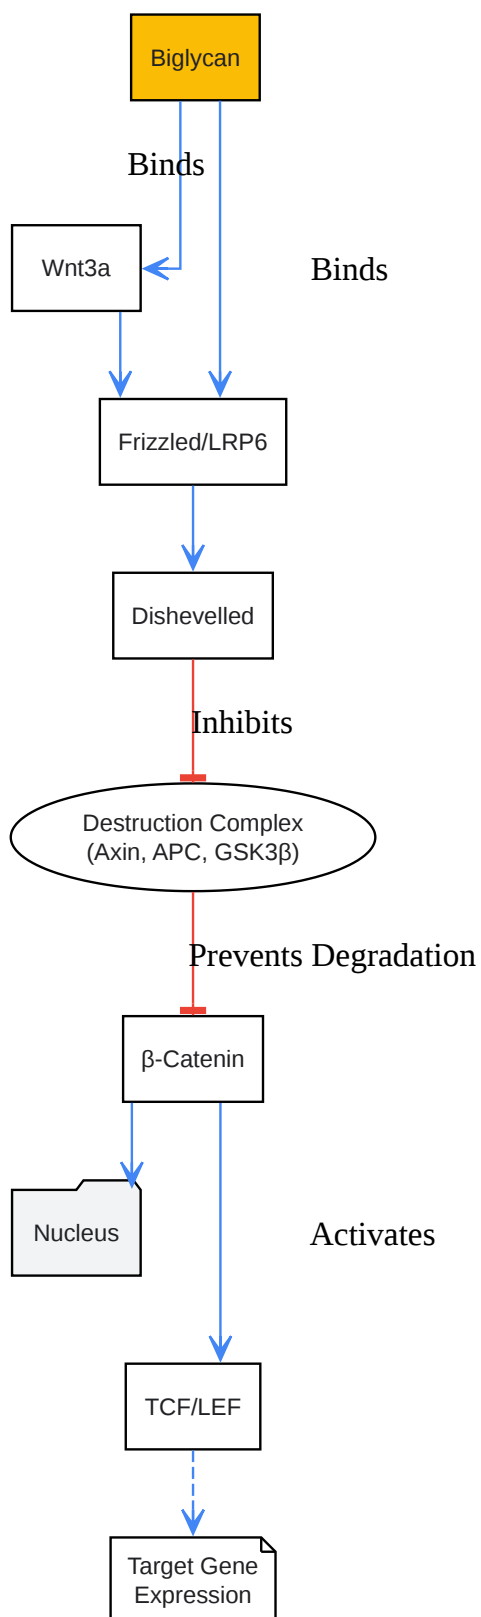 Biglycan
Binds
Wnt3a
Binds
Frizzled/LRP6
Dishevelled
Inhibits
Destruction Complex
(Axin, APC, GSK3β)
Prevents Degradation
β-Catenin
Nucleus
Activates
TCF/LEF
Target Gene
Expression